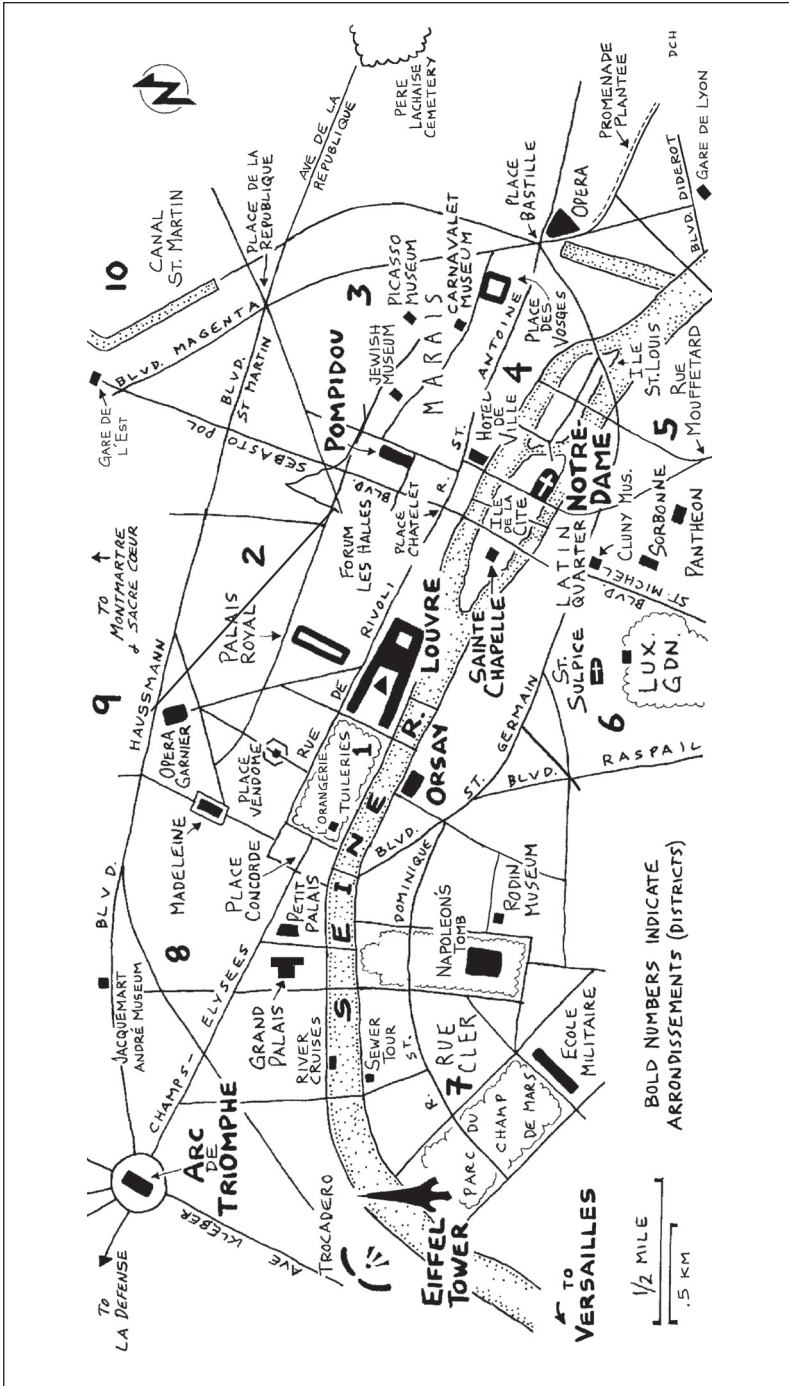 TO
LA DEFENSE
ARC
DE
TRIOMPHE
AVE KLEBER
TROCADERO
EIFFEL
TOWER
TO
VERSAILLES
1/2 MILE
.5 KM
JACQUEMART
ANDRÉ MUSEUM
BLVD.
HAUSSMANN
CHAMPS-ELYSEES
8
GRAND
PALAIS
PETIT
PALAIS
RIVER
CRUISES
SEWER
TOUR
SEINE R.
R. ST. DOMINIQUE
7
RUE
CLER
PARC DU
CHAMP
DE MARS
ECOLE
MILITAIRE
NAPOLEON'S
TOMB
RODIN
MUSEUM
BOLD NUMBERS INDICATE
ARRONDISSEMENTS (DISTRICTS)
9
TO
MONTMARTRE
& SACRE CŒUR
MADELEINE
OPERA
GARNIER
PLACE
VENDOME
PLACE
CONCORDE
ORANGERIE
TUILERIES
1
RUE DE RIVOLI
ORSAY
BLVD. ST. GERMAIN
BLVD. RASPAIL
2
PALAIS
ROYAL
LOUVRE
FORUM
LES HALLES
PLACE CHATELET
SAINTE
CHAPELLE
ILE
DE LA
CITE
LATIN
QUARTER
ST.
SULPICE
6
LUX.
GDN.
BLVD.
ST. MICHEL
CLUNY MUS.
SORBONNE
PANTHEON
NOTRE-
DAME
5
RUE
MOUFFETARD
ILE
ST. LOUIS
10
CANAL
ST. MARTIN
GARE DE
L'EST
BLVD. MAGENTA
BLVD.
ST MARTIN
BLVD. SEBASTOPOL
PLACE DE LA
REPUBLIQUE
AVE DE LA
REPUBLIQUE
PERE
LACHAISE
CEMETERY
3
POMPIDOU
JEWISH
MUSEUM
PICASSO
MUSEUM
CARNAVALET
MUSEUM
MARAIS
R. ST. ANTOINE
HOTEL
DE
VILLE
4
PLACE
DES
VOSGES
PLACE
BASTILLE
OPERA
PROMENADE
PLANTEE
BLVD. DIDEROT
GARE DE LYON
DCH
N